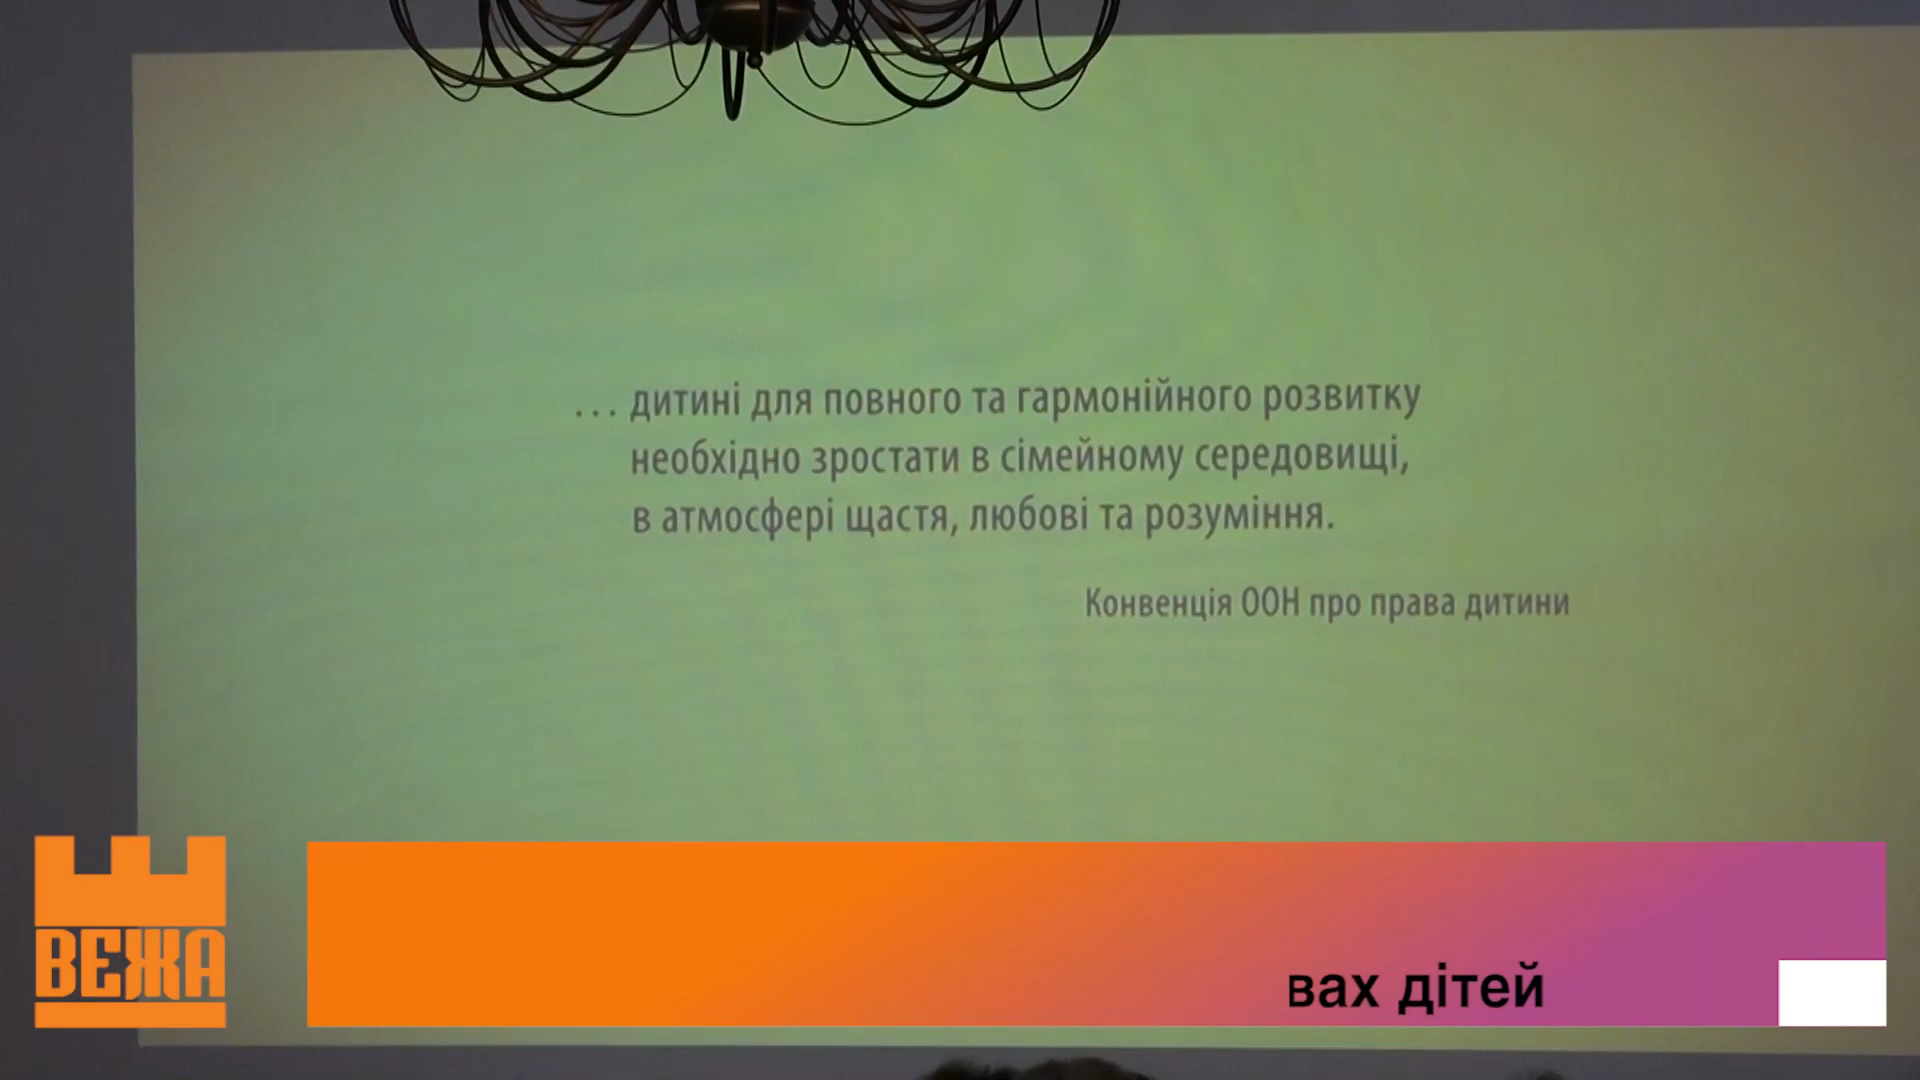 ... дитині для повного та гармонійного розвитку
необхідно зростати в сімейному середовищі,
в атмосфері щастя, любові та розуміння.
Конвенція ООН про права дитини
ВЕЖА
вах дітей